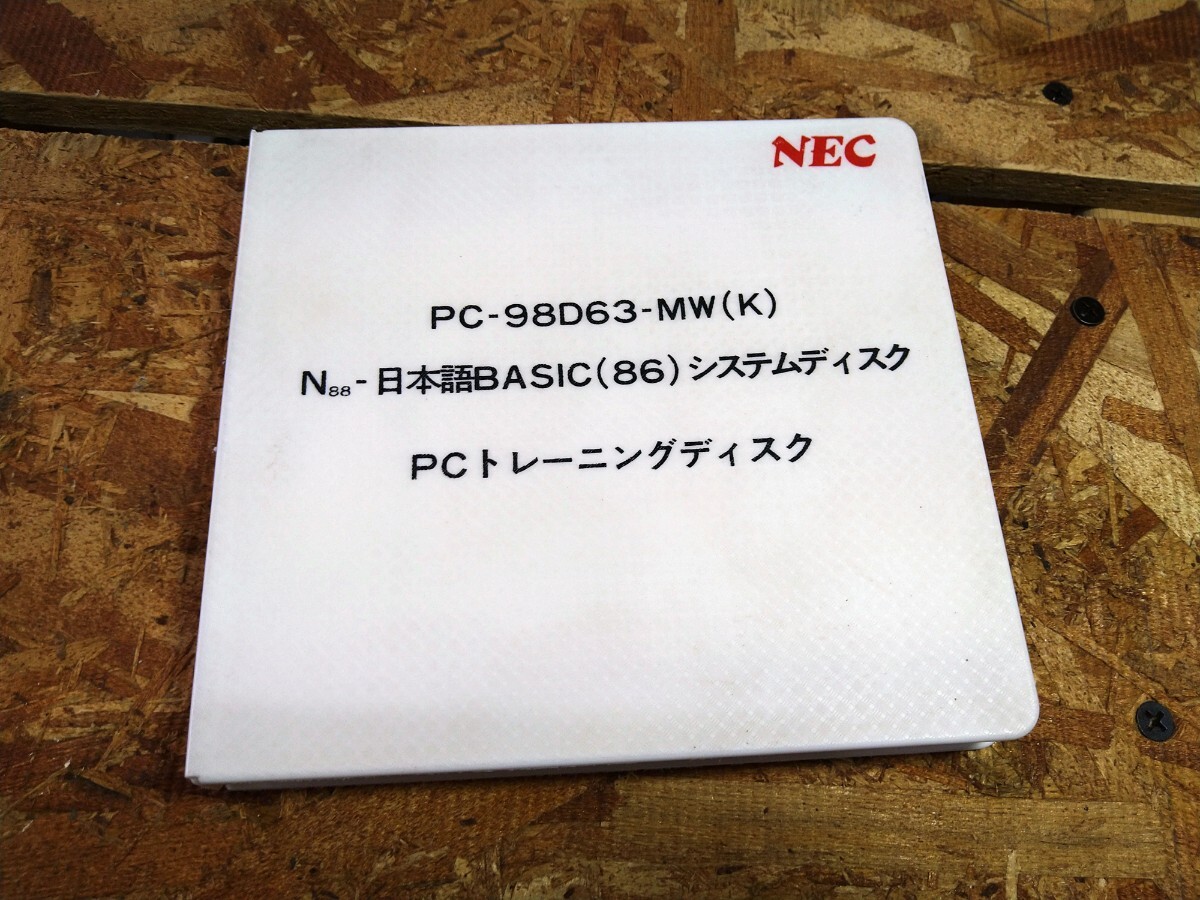 NEC
PC-98D63-MW(K)
N₈₈-日本語BASIC(86)システムディスク
PCトレーニングディスク